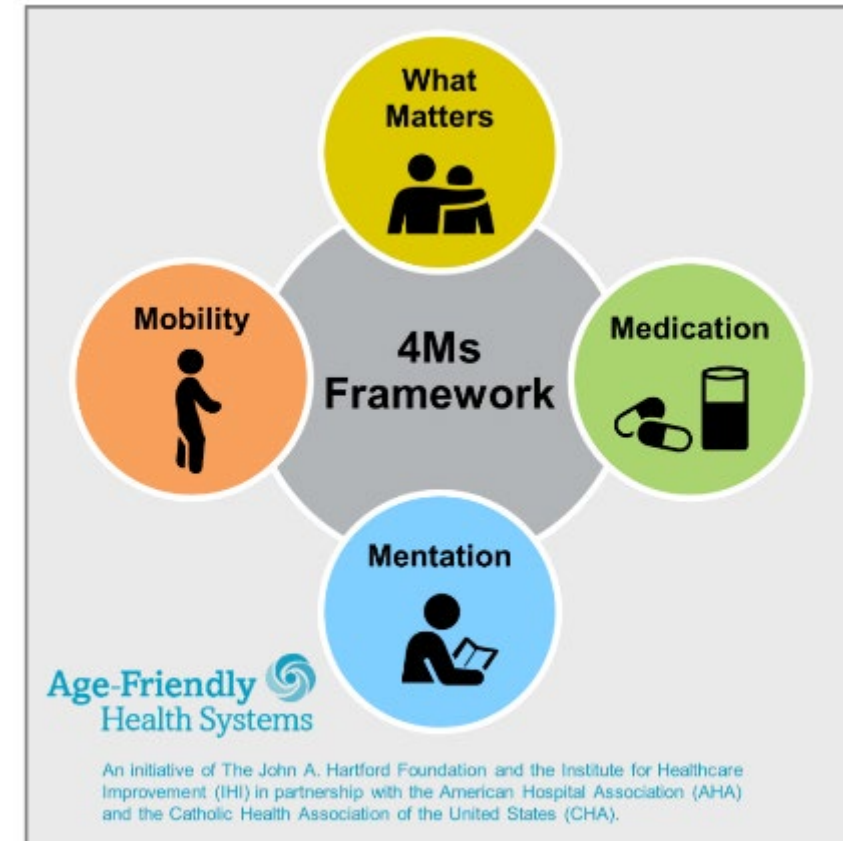 What
Matters
Mobility
4Ms
Framework
Medication
Mentation
Age-Friendly
Health Systems
An initiative of The John A. Hartford Foundation and the Institute for Healthcare
Improvement (IHI) in partnership with the American Hospital Association (AHA)
and the Catholic Health Association of the United States (CHA).